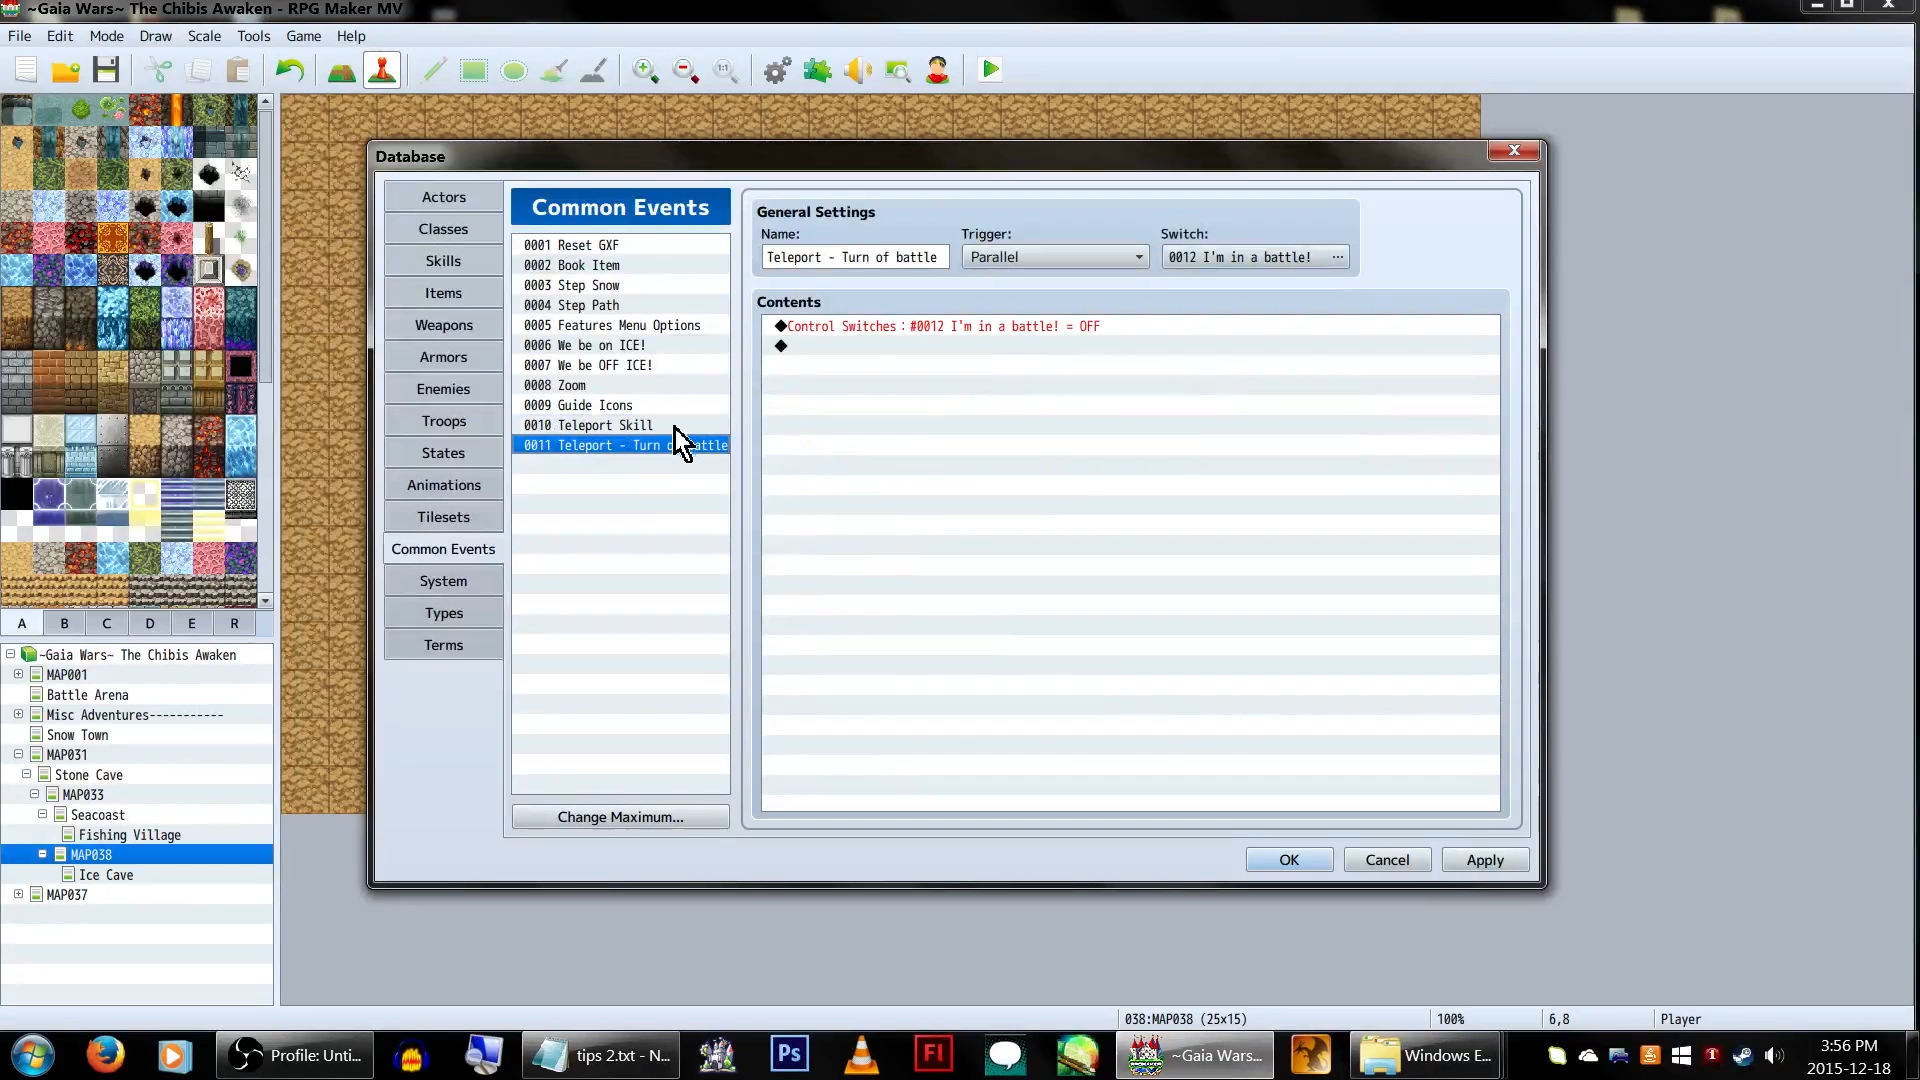 ~Gaia Wars~ The Chibis Awaken - RPG Maker MV
File Edit Mode Draw Scale Tools Game Help
1:1
Database
Actors
Classes
Skills
Items
Weapons
Armors
Enemies
Troops
States
Animations
Tilesets
Common Events
System
Types
Terms
Common Events
0001 Reset GXF
0002 Book Item
0003 Step Snow
0004 Step Path
0005 Features Menu Options
0006 We be on ICE!
0007 We be OFF ICE!
0008 Zoom
0009 Guide Icons
0010 Teleport Skill
0011 Teleport - Turn of battle
Change Maximum...
General Settings
Name: Trigger: Switch:
Teleport - Turn of battle Parallel 0012 I'm in a battle! ...
Contents
◆Control Switches：#0012 I'm in a battle! = OFF
◆
OK Cancel Apply
A B C D E R
~Gaia Wars~ The Chibis Awaken
MAP001
Battle Arena
Misc Adventures-----------
Snow Town
MAP031
Stone Cave
MAP033
Seacoast
Fishing Village
MAP038
Ice Cave
MAP037
038:MAP038 (25x15) 100% 6,8 Player
Profile: Unti... tips 2.txt - N... Ps Fl ~Gaia Wars... Windows E...
3:56 PM
2015-12-18